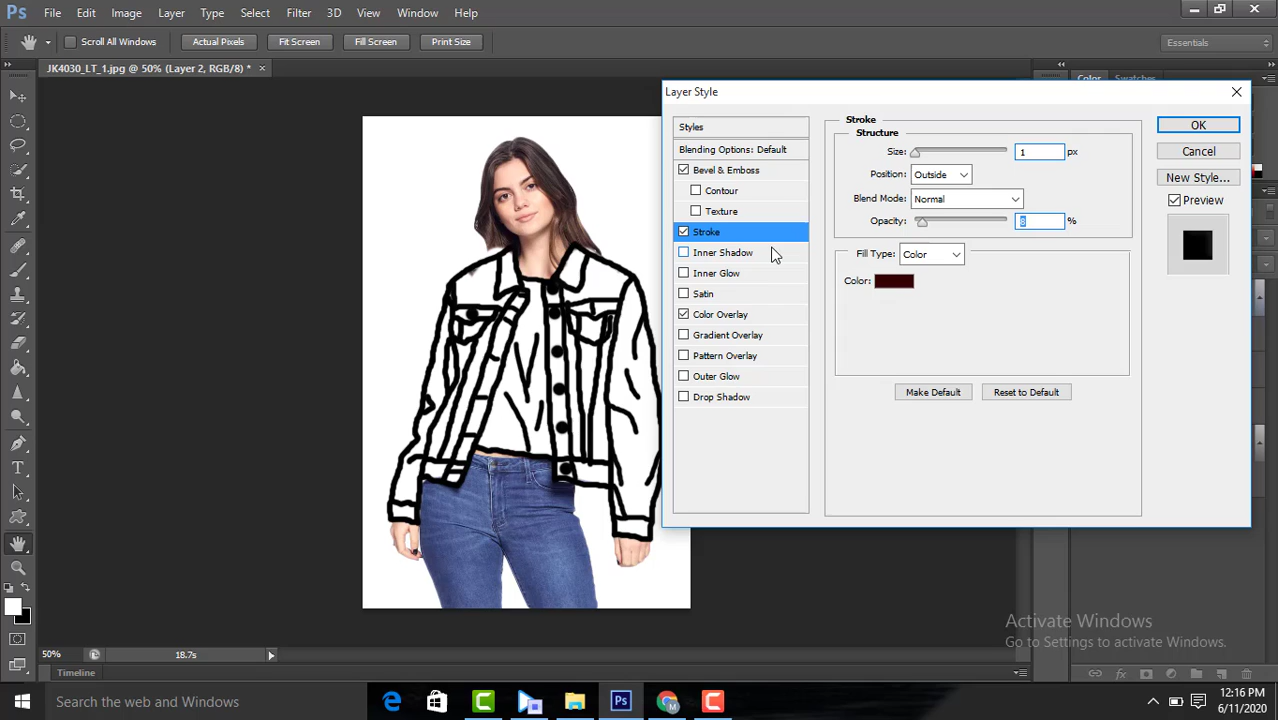 Ps File Edit Image Layer Type Select Filter 3D View Window Help
Scroll All Windows Actual Pixels Fit Screen Fill Screen Print Size Essentials
JK4030_LT_1.jpg @ 50% (Layer 2, RGB/8) *
Color Swatches
Layer Style
Styles
Blending Options: Default
Bevel & Emboss
Contour
Texture
Stroke
Inner Shadow
Inner Glow
Satin
Color Overlay
Gradient Overlay
Pattern Overlay
Outer Glow
Drop Shadow
Stroke
Structure
Size: 1 px
Position: Outside
Blend Mode: Normal
Opacity: 8 %
Fill Type: Color
Color:
Make Default Reset to Default
OK
Cancel
New Style...
Preview
Activate Windows
Go to Settings to activate Windows.
50% 18.7s
Timeline
Search the web and Windows
Ps
12:16 PM
6/11/2020